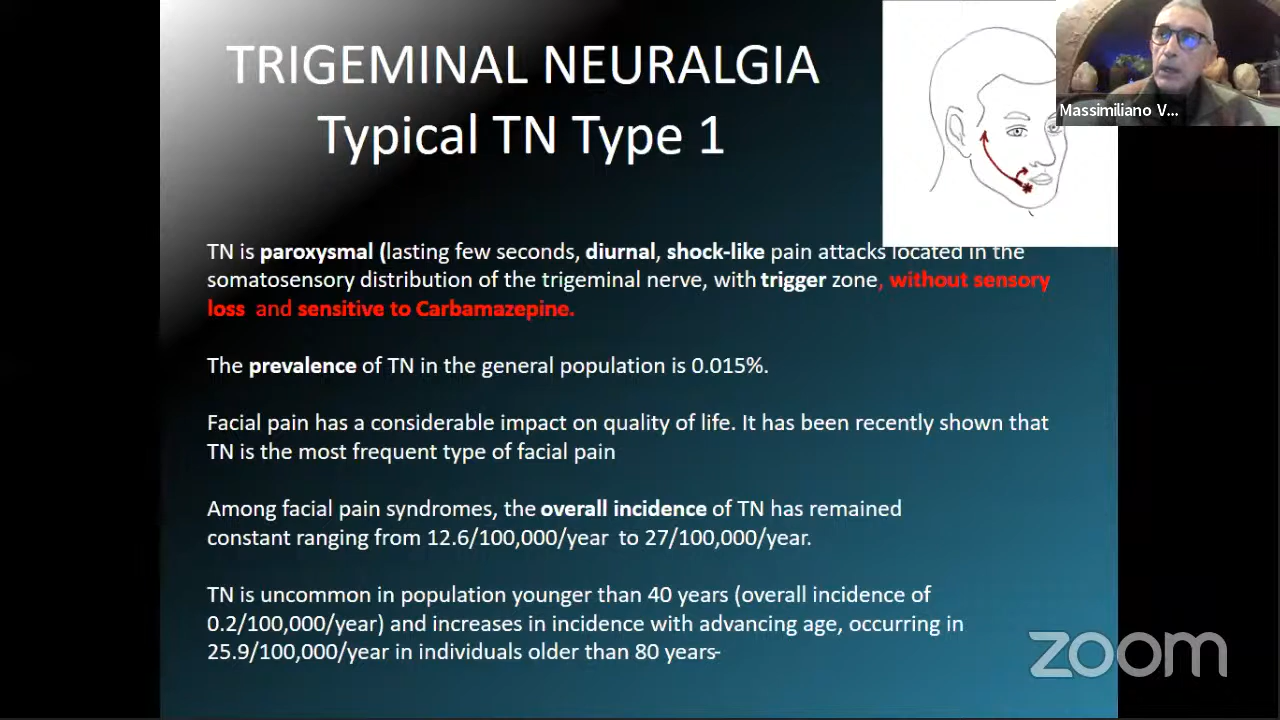 TRIGEMINAL NEURALGIA
Typical TN Type 1
Massimiliano V...
TN is paroxysmal (lasting few seconds, diurnal, shock-like pain attacks located in the
somatosensory distribution of the trigeminal nerve, with trigger zone, without sensory
loss and sensitive to Carbamazepine.
The prevalence of TN in the general population is 0.015%.
Facial pain has a considerable impact on quality of life. It has been recently shown that
TN is the most frequent type of facial pain
Among facial pain syndromes, the overall incidence of TN has remained
constant ranging from 12.6/100,000/year to 27/100,000/year.
TN is uncommon in population younger than 40 years (overall incidence of
0.2/100,000/year) and increases in incidence with advancing age, occurring in
25.9/100,000/year in individuals older than 80 years-
zoom